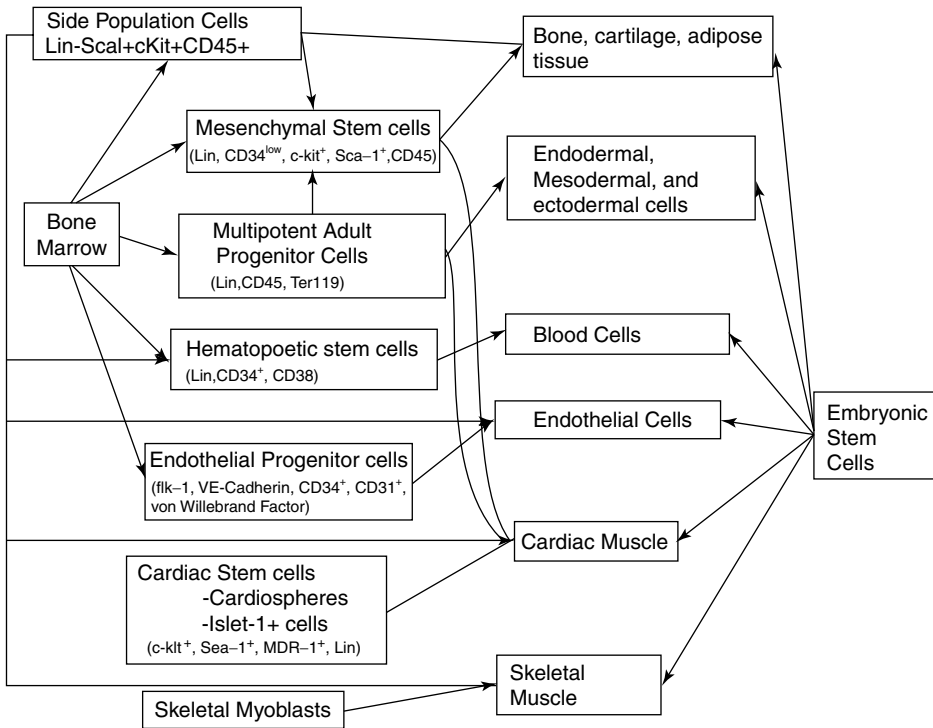 Side Population Cells
Lin-Scal+cKit+CD45+
Bone, cartilage, adipose
tissue
Mesenchymal Stem cells
(Lin, CD34^low, c-kit⁺, Sca–1⁺,CD45)
Endodermal,
Mesodermal, and
ectodermal cells
Bone
Marrow
Multipotent Adult
Progenitor Cells
(Lin,CD45, Ter119)
Hematopoetic stem cells
(Lin,CD34⁺, CD38)
Blood Cells
Endothelial Cells
Embryonic
Stem
Cells
Endothelial Progenitor cells
(flk–1, VE-Cadherin, CD34⁺, CD31⁺,
von Willebrand Factor)
Cardiac Muscle
Cardiac Stem cells
-Cardiospheres
-Islet-1+ cells
(c-klt⁺, Sea–1⁺, MDR–1⁺, Lin)
Skeletal
Muscle
Skeletal Myoblasts